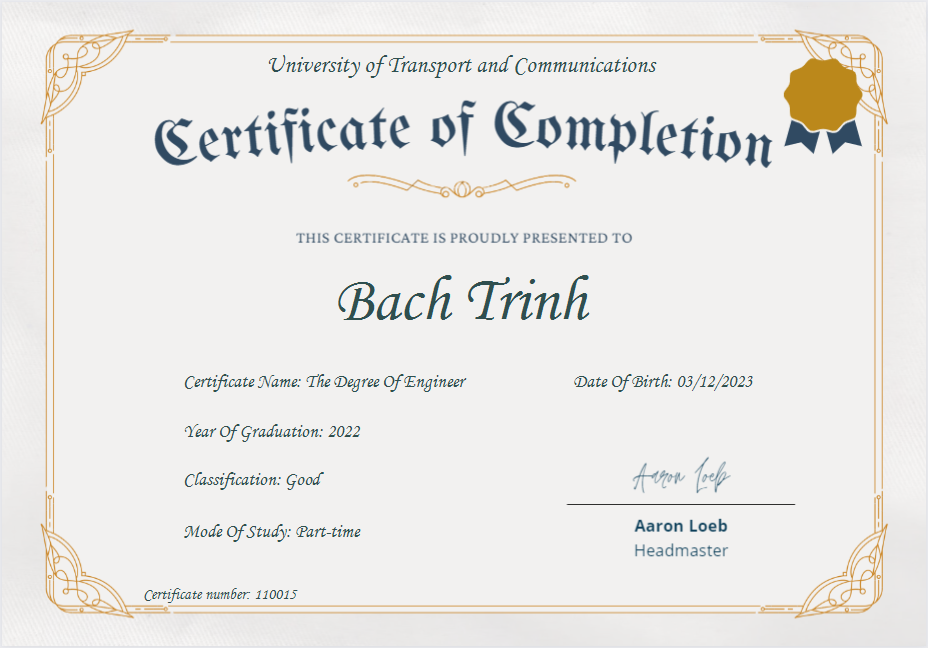 University of Transport and Communications
Certificate of Completion
THIS CERTIFICATE IS PROUDLY PRESENTED TO
Bach Trinh
Certificate Name: The Degree Of Engineer
Date Of Birth: 03/12/2023
Year Of Graduation: 2022
Classification: Good
Mode Of Study: Part-time
Aaron Loeb
Aaron Loeb
Headmaster
Certificate number: 110015